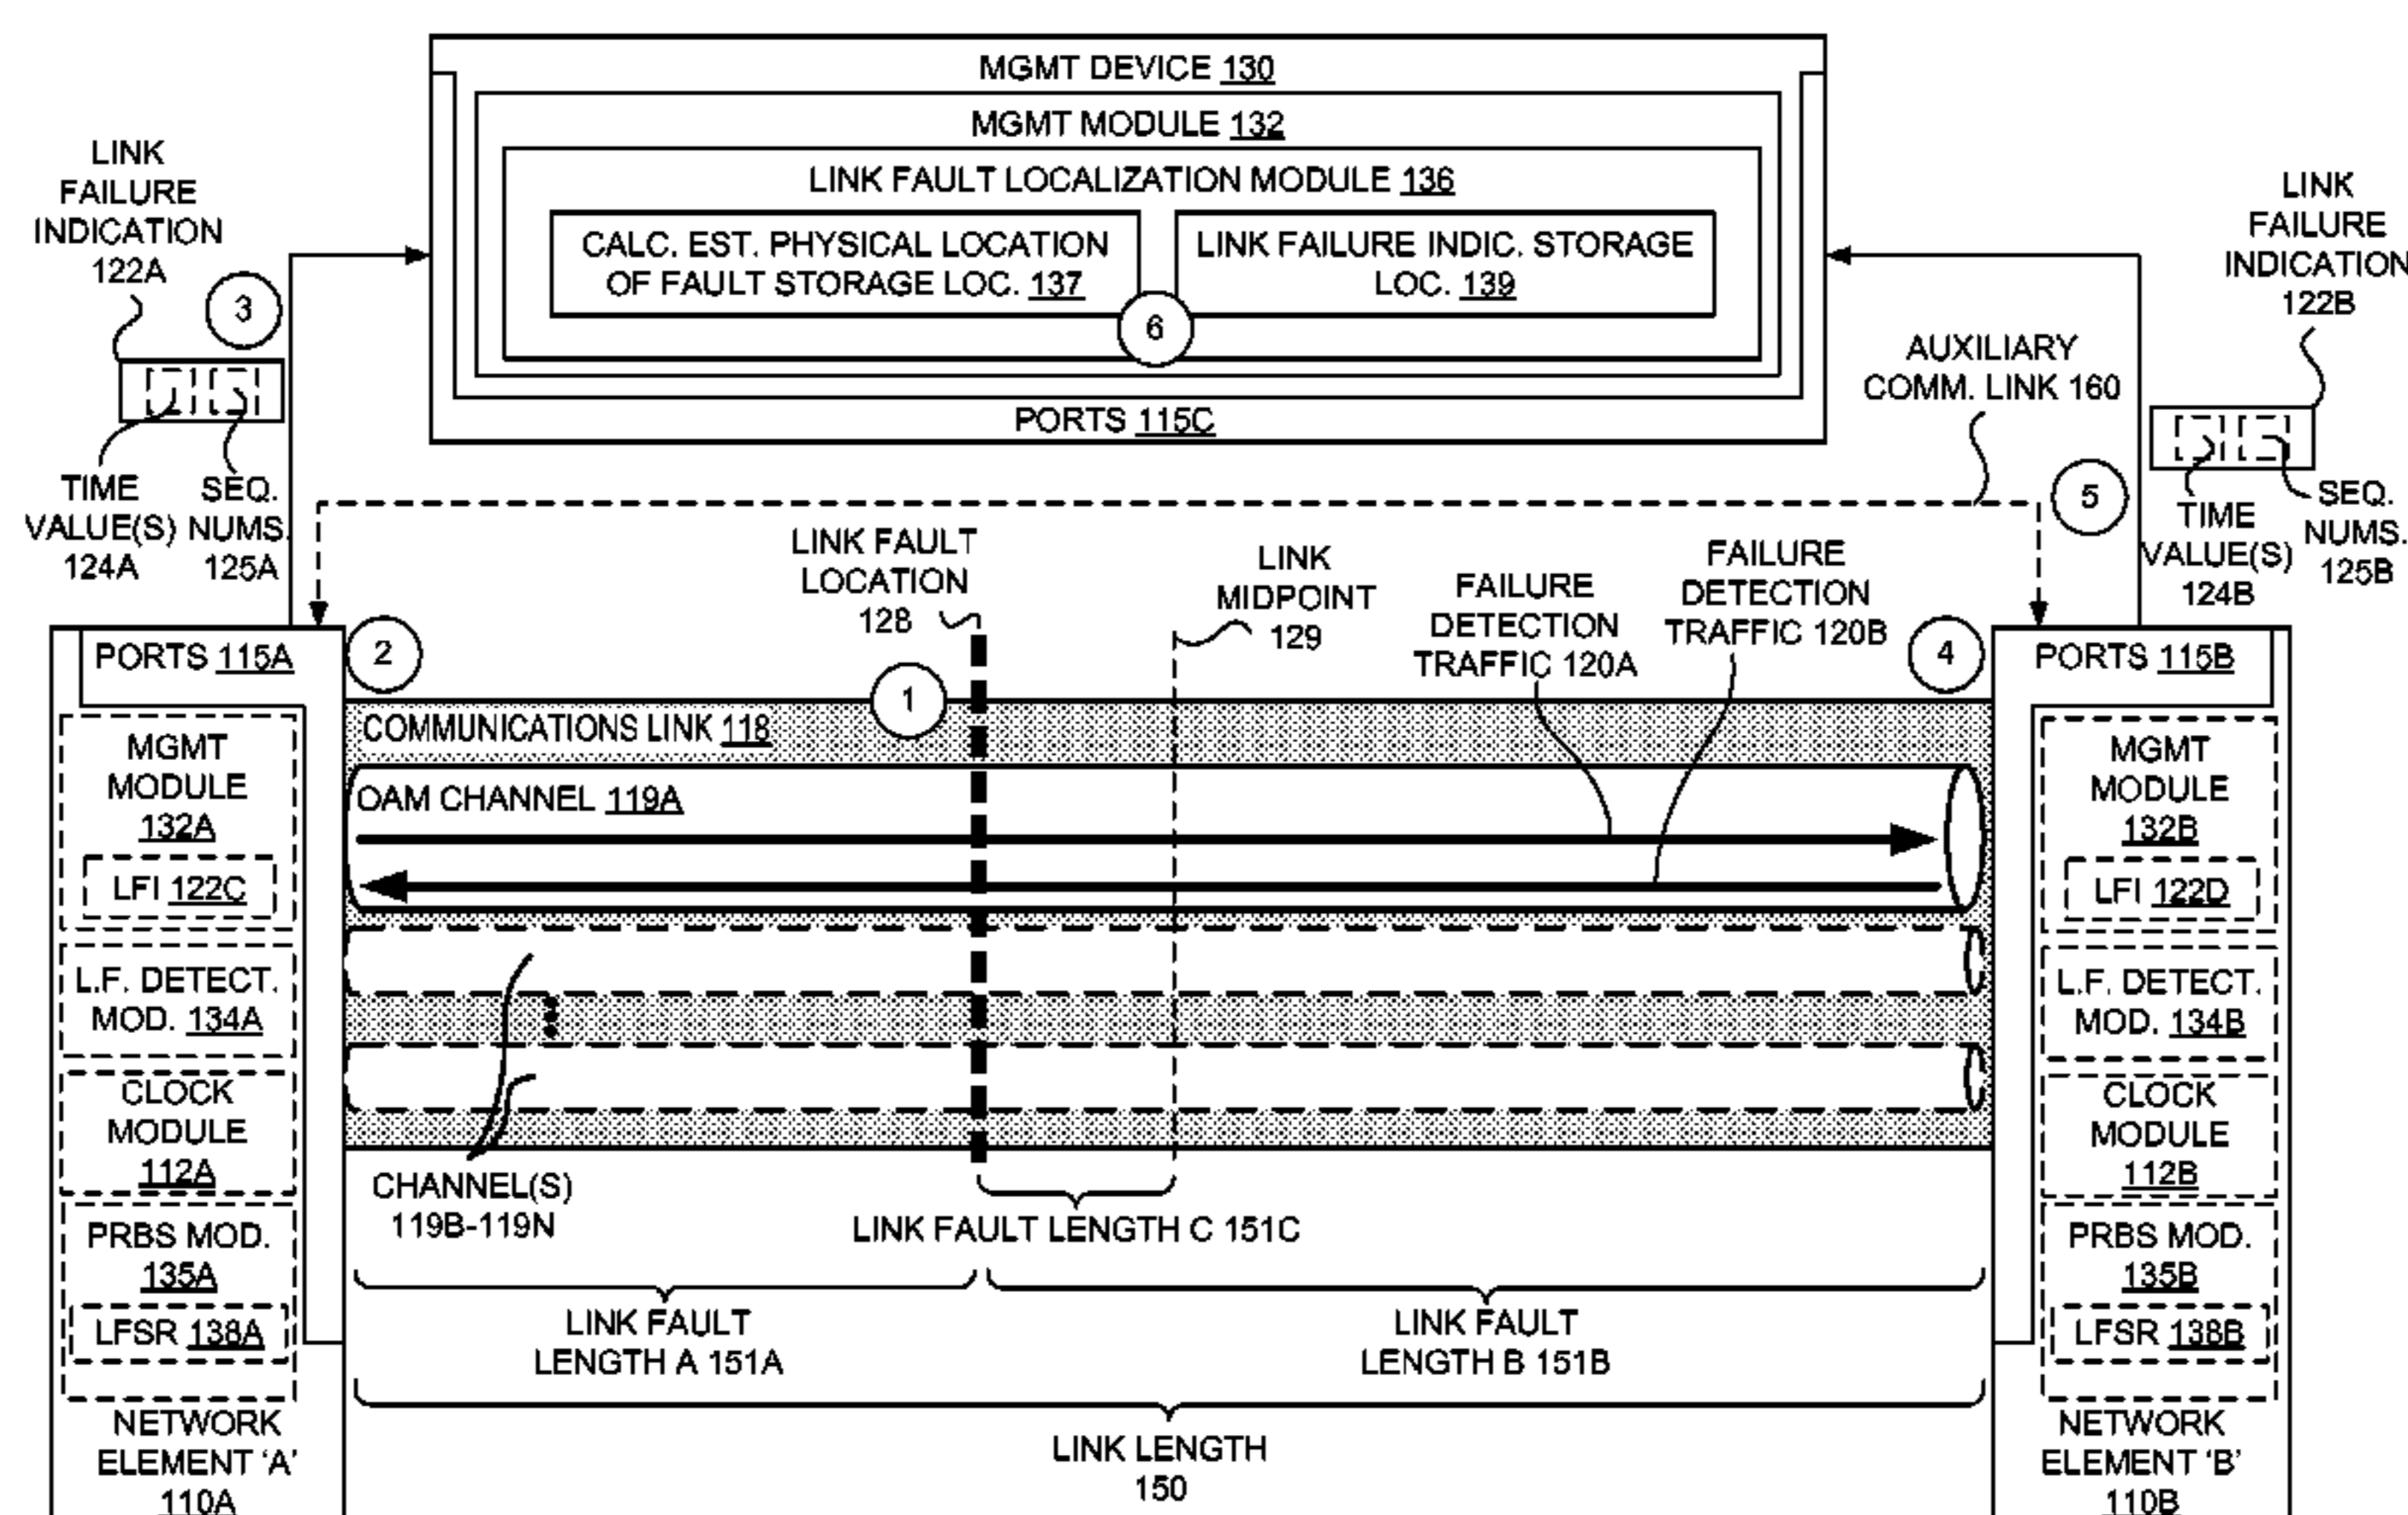 MGMT DEVICE 130
MGMT MODULE 132
LINK FAULT LOCALIZATION MODULE 136
CALC. EST. PHYSICAL LOCATION
OF FAULT STORAGE LOC. 137
LINK FAILURE INDIC. STORAGE
LOC. 139
6
PORTS 115C
LINK
FAILURE
INDICATION
122A
3
TIME
VALUE(S)
124A
SEQ.
NUMS.
125A
LINK
FAILURE
INDICATION
122B
AUXILIARY
COMM. LINK 160
5
TIME
VALUE(S)
124B
SEQ.
NUMS.
125B
LINK FAULT
LOCATION
128
LINK
MIDPOINT
129
FAILURE
DETECTION
TRAFFIC 120A
FAILURE
DETECTION
TRAFFIC 120B
2
1
4
PORTS 115A
MGMT
MODULE
132A
LFI 122C
L.F. DETECT.
MOD. 134A
CLOCK
MODULE
112A
PRBS MOD.
135A
LFSR 138A
NETWORK
ELEMENT ‘A’
110A
COMMUNICATIONS LINK 118
OAM CHANNEL 119A
CHANNEL(S)
119B-119N
LINK FAULT LENGTH C 151C
LINK FAULT
LENGTH A 151A
LINK FAULT
LENGTH B 151B
LINK LENGTH
150
PORTS 115B
MGMT
MODULE
132B
LFI 122D
L.F. DETECT.
MOD. 134B
CLOCK
MODULE
112B
PRBS MOD.
135B
LFSR 138B
NETWORK
ELEMENT ‘B’
110B